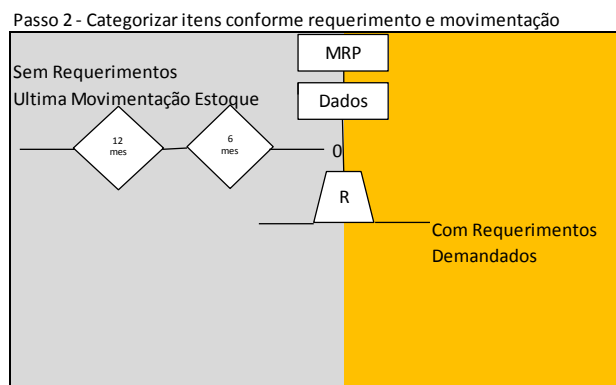 Passo 2 - Categorizar itens conforme requerimento e movimentação
MRP
Sem Requerimentos
Ultima Movimentação Estoque
Dados
12
mes
6
mes
0
R
Com Requerimentos
Demandados